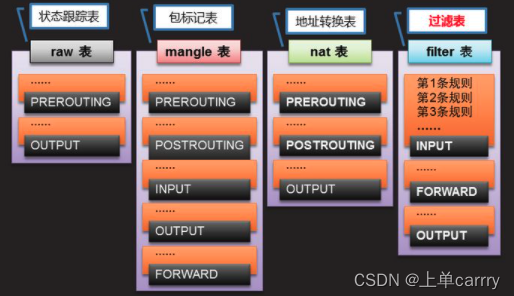 状态跟踪表
包标记表
地址转换表
过滤表
raw 表
......
PREROUTING
......
OUTPUT
mangle 表
......
PREROUTING
......
POSTROUTING
......
INPUT
......
OUTPUT
......
FORWARD
nat 表
......
PREROUTING
......
POSTROUTING
......
OUTPUT
filter 表
第1条规则
第2条规则
第3条规则
......
INPUT
......
FORWARD
......
OUTPUT
CSDN @上单carrry